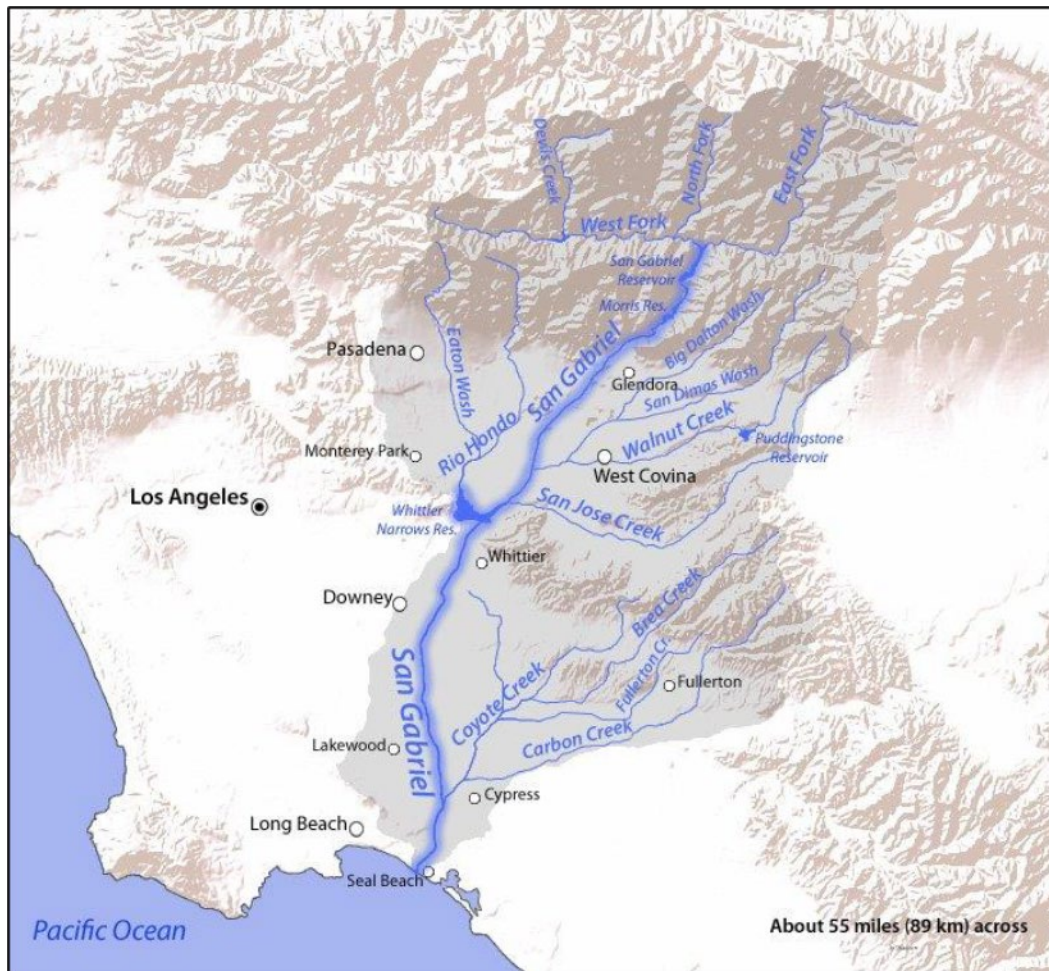 Devils Creek
North Fork
East Fork
West Fork
San Gabriel
Reservoir
Morris Res.
Big Dalton Wash
Pasadena
Eaton Wash
San Gabriel
Glendora
San Dimas Wash
Rio Hondo
Walnut Creek
Monterey Park
Puddingstone
Reservoir
West Covina
Los Angeles
San Jose Creek
Whittier
Narrows Res.
Whittier
Downey
Brea Creek
San Gabriel
Fullerton Cr.
Fullerton
Coyote Creek
Carbon Creek
Lakewood
Cypress
Long Beach
Seal Beach
Pacific Ocean
About 55 miles (89 km) across